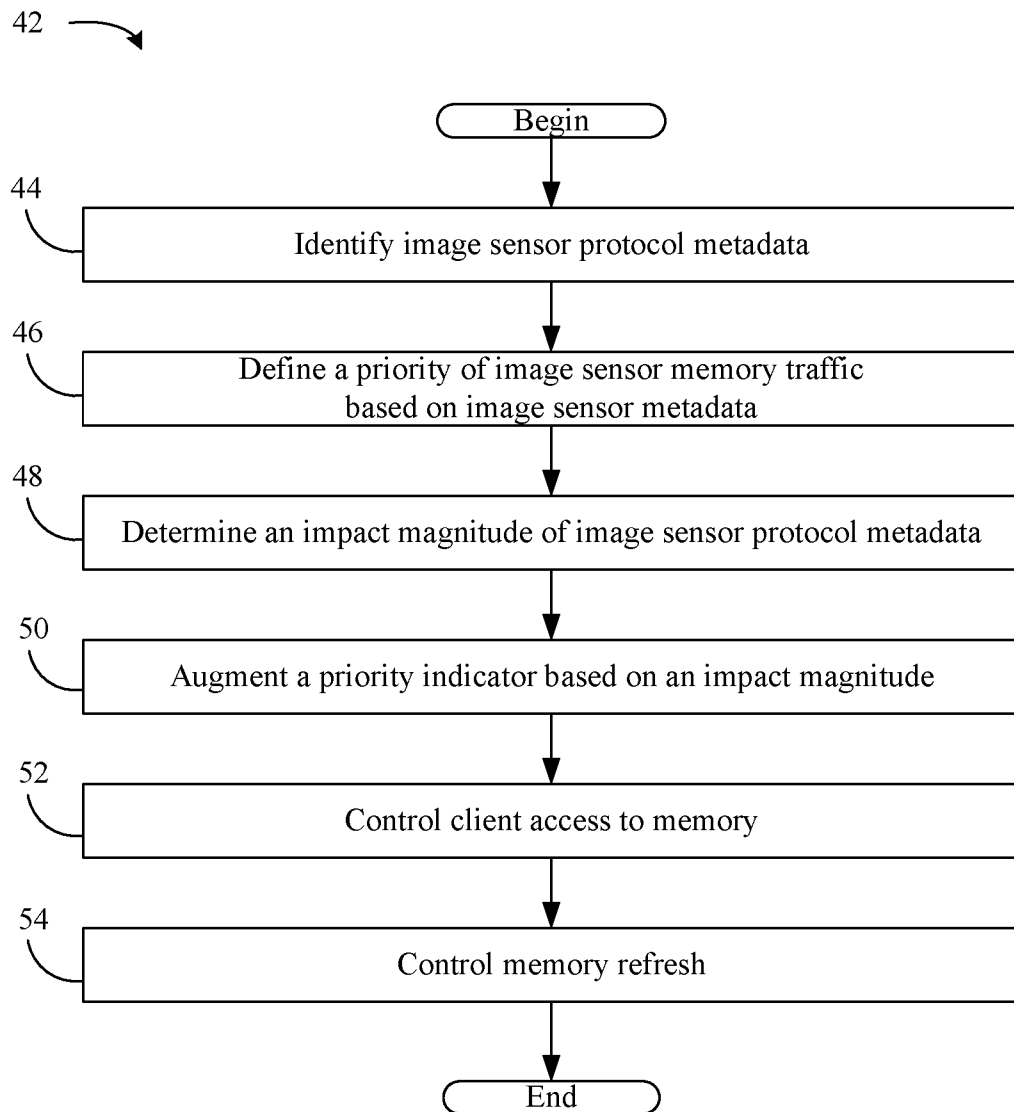 42
Begin
44
Identify image sensor protocol metadata
46
Define a priority of image sensor memory traffic
based on image sensor metadata
48
Determine an impact magnitude of image sensor protocol metadata
50
Augment a priority indicator based on an impact magnitude
52
Control client access to memory
54
Control memory refresh
End